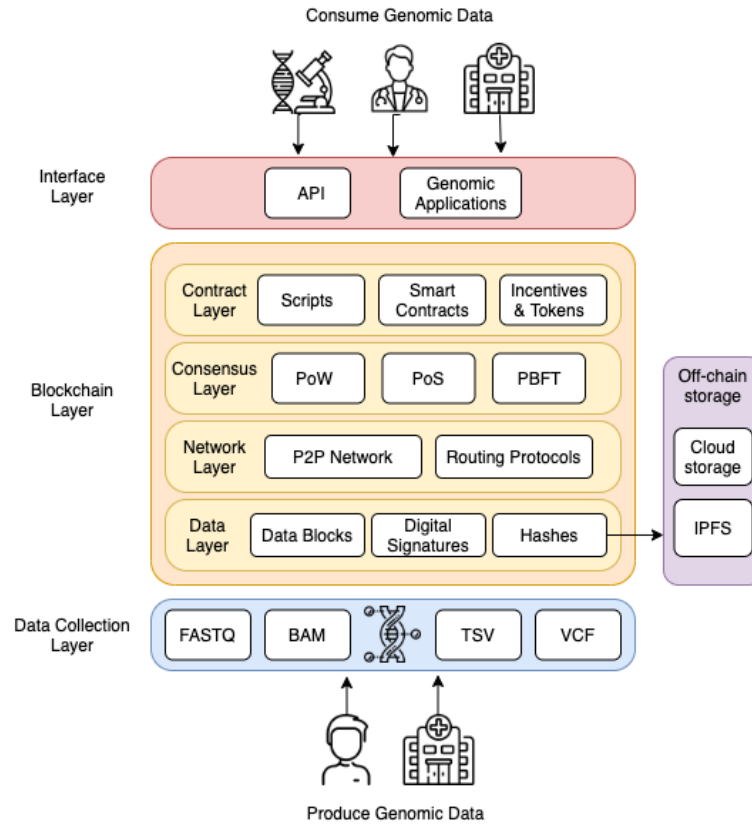 Consume Genomic Data
Interface
Layer
API
Genomic
Applications
Contract
Layer
Scripts
Smart
Contracts
Incentives
& Tokens
Consensus
Layer
PoW
PoS
PBFT
Blockchain
Layer
Network
Layer
P2P Network
Routing Protocols
Data
Layer
Data Blocks
Digital
Signatures
Hashes
Off-chain
storage
Cloud
storage
IPFS
Data Collection
Layer
FASTQ
BAM
TSV
VCF
Produce Genomic Data